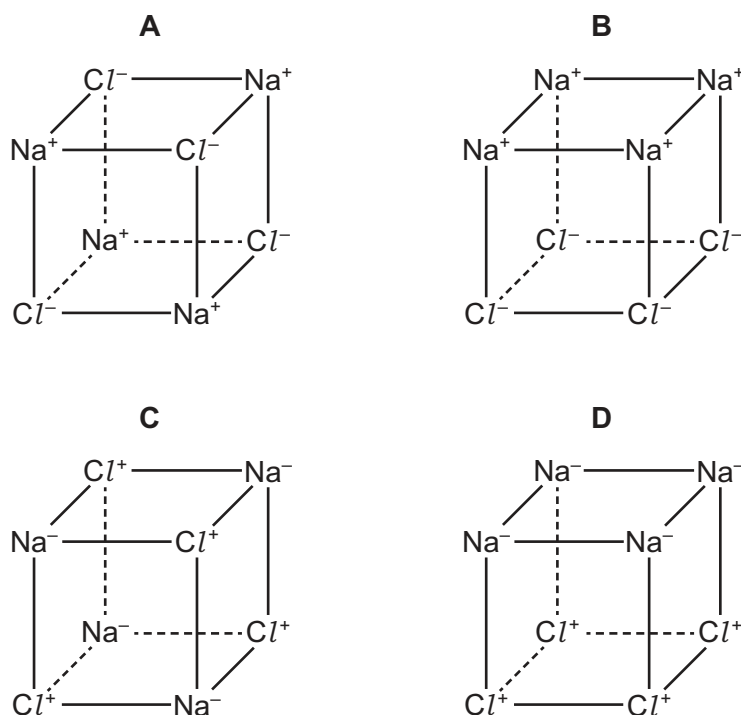 A B
Cl– Na+ Na+ Na+
Na+ Cl– Na+ Na+
Na+ Cl– Cl– Cl–
Cl– Na+ Cl– Cl–
C D
Cl+ Na– Na– Na–
Na– Cl+ Na– Na–
Na– Cl+ Cl+ Cl+
Cl+ Na– Cl+ Cl+